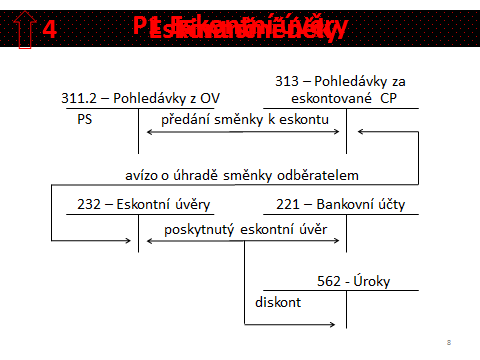 4
313 – Pohledávky za
311.2 – Pohledávky z OV
eskontované CP
PS
předání směnky k eskontu
avízo o úhradě směnky odběratelem
232 – Eskontní úvěry
221 – Bankovní účty
poskytnutý eskontní úvěr
562 - Úroky
diskont
8